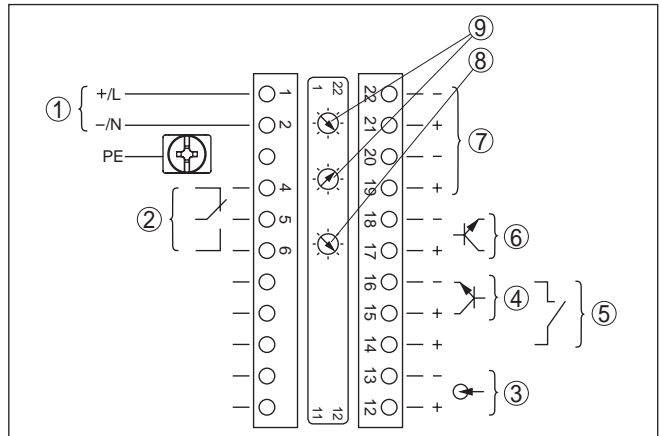 ⑨
⑧
1 22
① +/L 1 22 −
−/N 2 21 + ⑦
PE 20 −
4 19 +
② 5 18 − ⑥
6 17 +
16 − ④
15 + ⑤
14 +
13 − ③
11 12 12 +